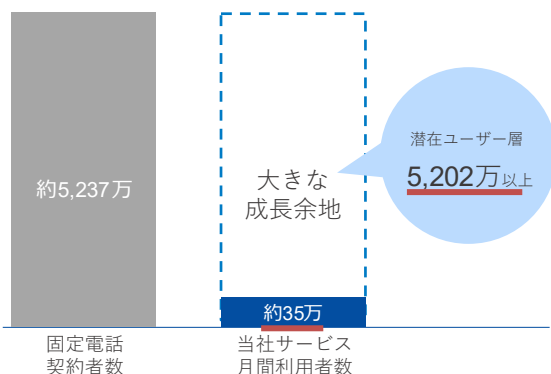 約5,237万
大きな
成長余地
潜在ユーザー層
5,202万以上
約35万
固定電話
契約者数
当社サービス
月間利用者数